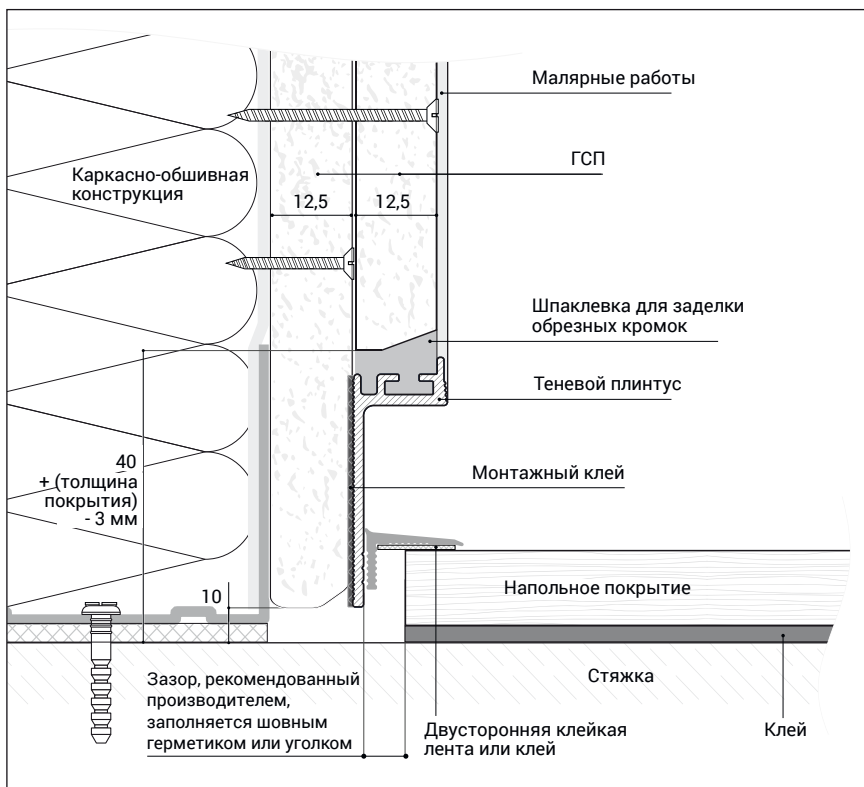 Малярные работы
ГСП
Каркасно-обшивная
конструкция
12,5
12,5
Шпаклевка для заделки
обрезных кромок
Теневой плинтус
40
+ (толщина
покрытия)
- 3 мм
Монтажный клей
10
Напольное покрытие
Зазор, рекомендованный
производителем,
заполняется шовным
герметиком или уголком
Стяжка
Двусторонняя клейкая
лента или клей
Клей